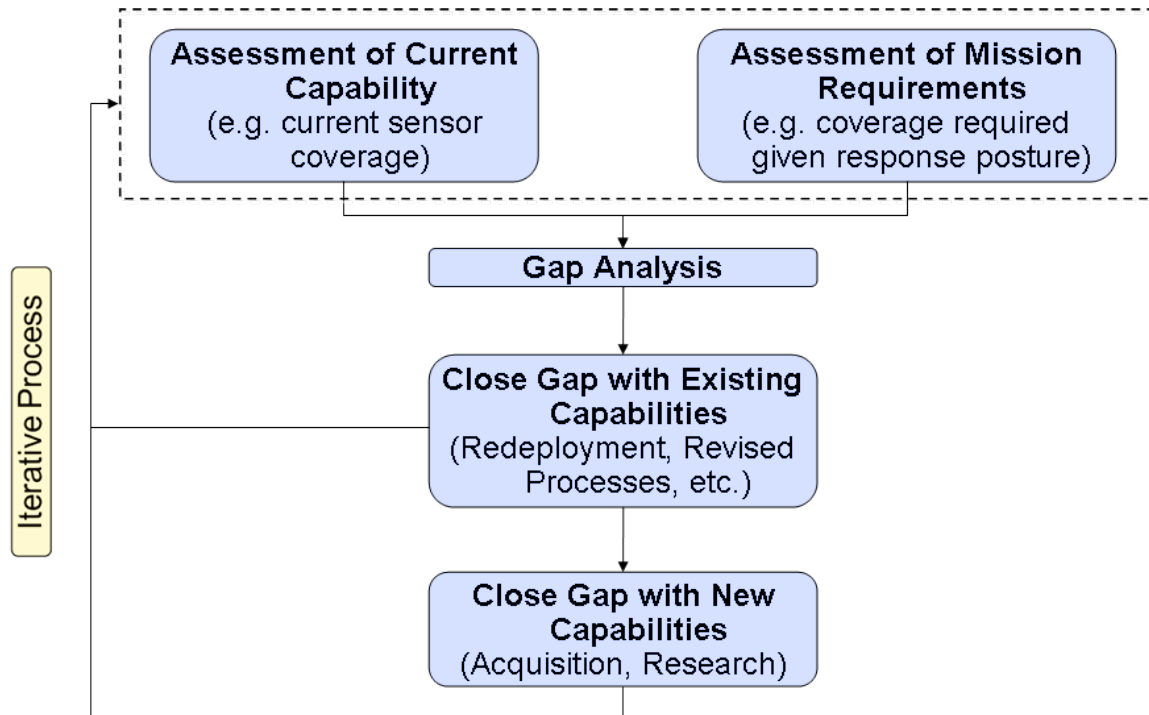 Assessment of Current
Capability
(e.g. current sensor
coverage)
Assessment of Mission
Requirements
(e.g. coverage required
given response posture)
Gap Analysis
Iterative Process
Close Gap with Existing
Capabilities
(Redeployment, Revised
Processes, etc.)
Close Gap with New
Capabilities
(Acquisition, Research)